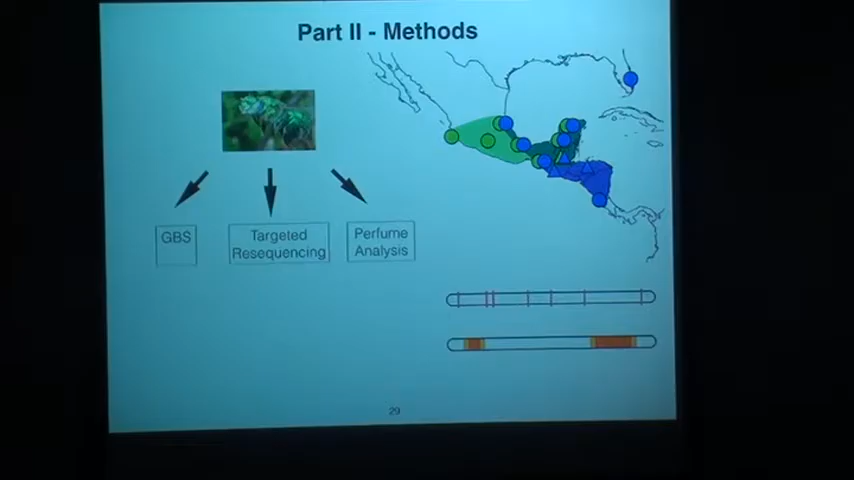 Part II - Methods
GBS
Targeted
Resequencing
Perfume
Analysis
29